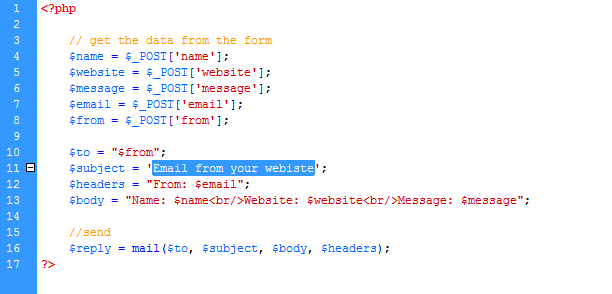 1 <?php
2
3 // get the data from the form
4 $name = $_POST['name'];
5 $website = $_POST['website'];
6 $message = $_POST['message'];
7 $email = $_POST['email'];
8 $from = $_POST['from'];
9
10 $to = "$from";
11 $subject = 'Email from your webiste';
12 $headers = "From: $email";
13 $body = "Name: $name<br/>Website: $website<br/>Message: $message";
14
15 //send
16 $reply = mail($to, $subject, $body, $headers);
17 ?>